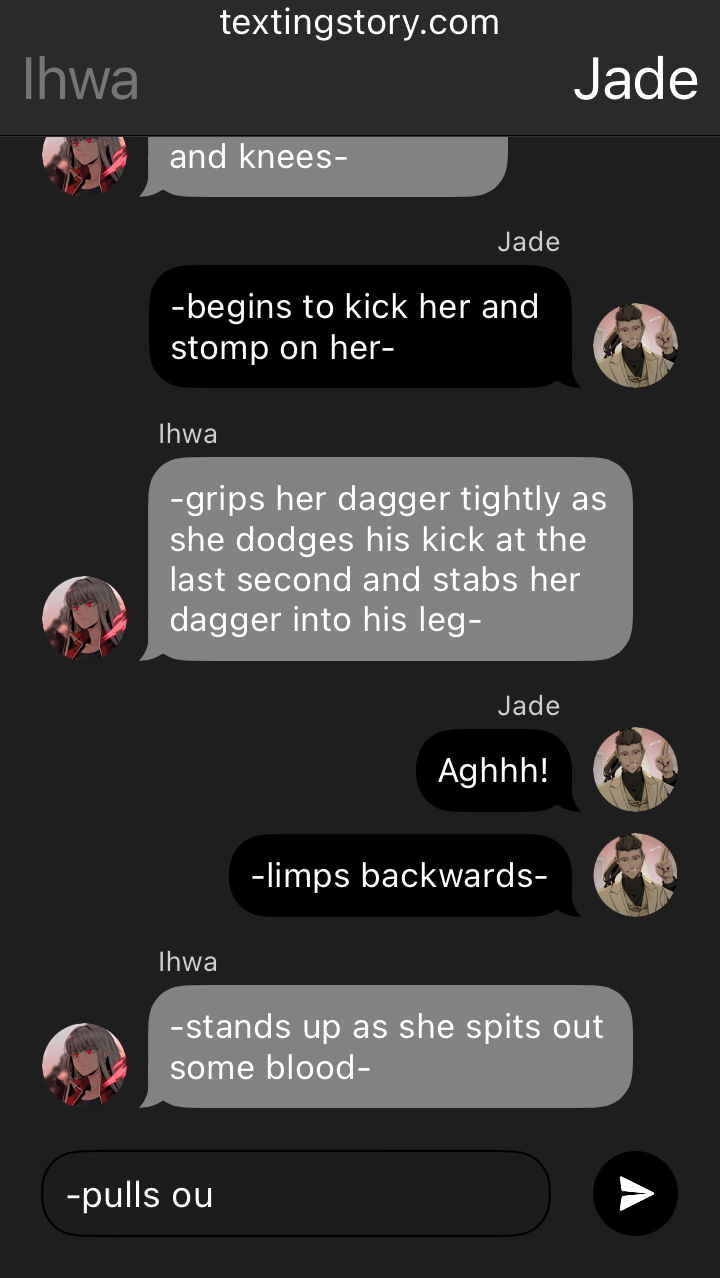 textingstory.com
Ihwa
Jade
and knees-
Jade
-begins to kick her and
stomp on her-
Ihwa
-grips her dagger tightly as
she dodges his kick at the
last second and stabs her
dagger into his leg-
Jade
Aghhh!
-limps backwards-
Ihwa
-stands up as she spits out
some blood-
-pulls ou